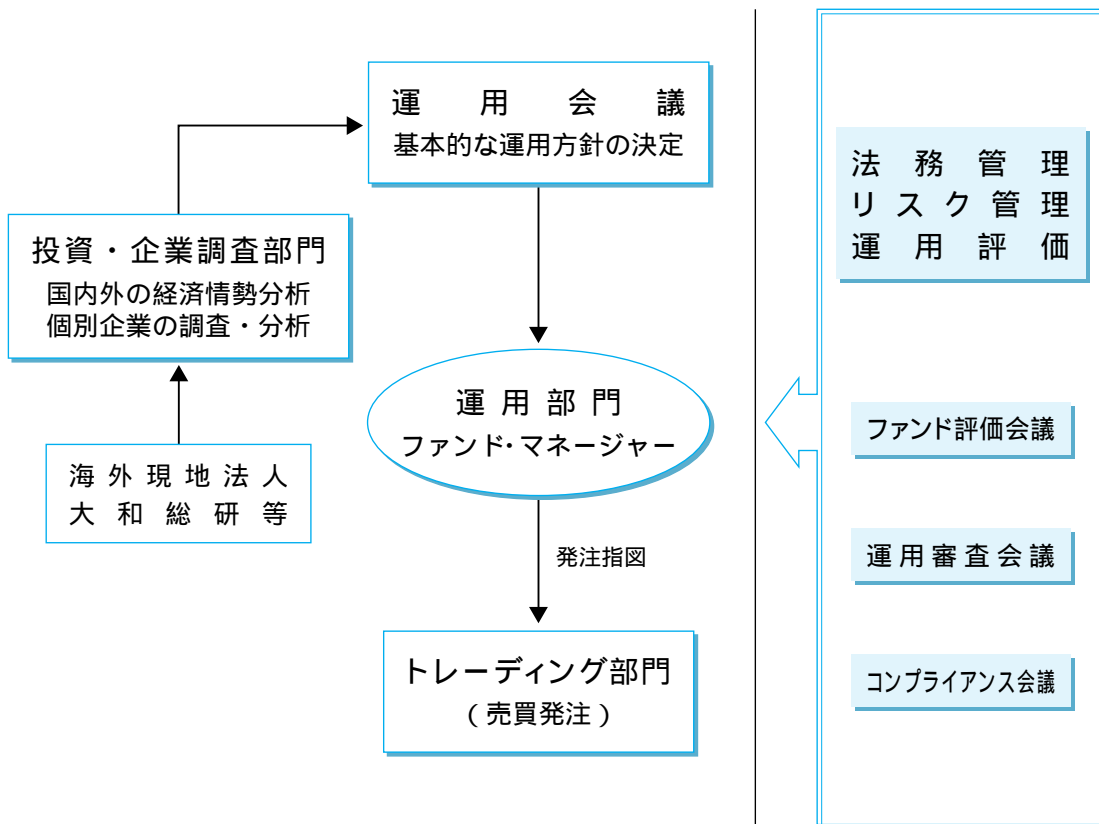 運用会議
基本的な運用方針の決定
投資・企業調査部門
国内外の経済情勢分析
個別企業の調査・分析
海外現地法人
大和総研等
運用部門
ファンド・マネージャー
発注指図
トレーディング部門
(売買発注)
法務管理
リスク管理
運用評価
ファンド評価会議
運用審査会議
コンプライアンス会議